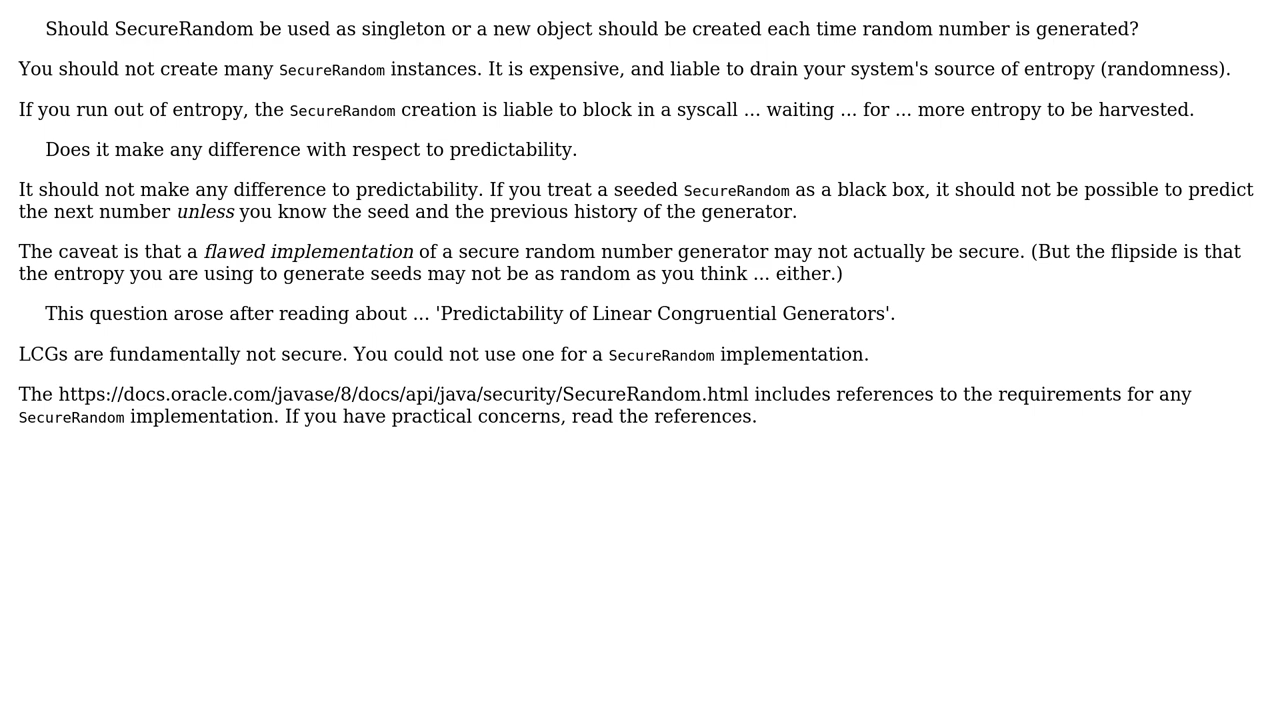 Should SecureRandom be used as singleton or a new object should be created each time random number is generated?
You should not create many SecureRandom instances. It is expensive, and liable to drain your system's source of entropy (randomness).
If you run out of entropy, the SecureRandom creation is liable to block in a syscall ... waiting ... for ... more entropy to be harvested.
Does it make any difference with respect to predictability.
It should not make any difference to predictability. If you treat a seeded SecureRandom as a black box, it should not be possible to predict
the next number unless you know the seed and the previous history of the generator.
The caveat is that a flawed implementation of a secure random number generator may not actually be secure. (But the flipside is that
the entropy you are using to generate seeds may not be as random as you think ... either.)
This question arose after reading about ... 'Predictability of Linear Congruential Generators'.
LCGs are fundamentally not secure. You could not use one for a SecureRandom implementation.
The https://docs.oracle.com/javase/8/docs/api/java/security/SecureRandom.html includes references to the requirements for any
SecureRandom implementation. If you have practical concerns, read the references.